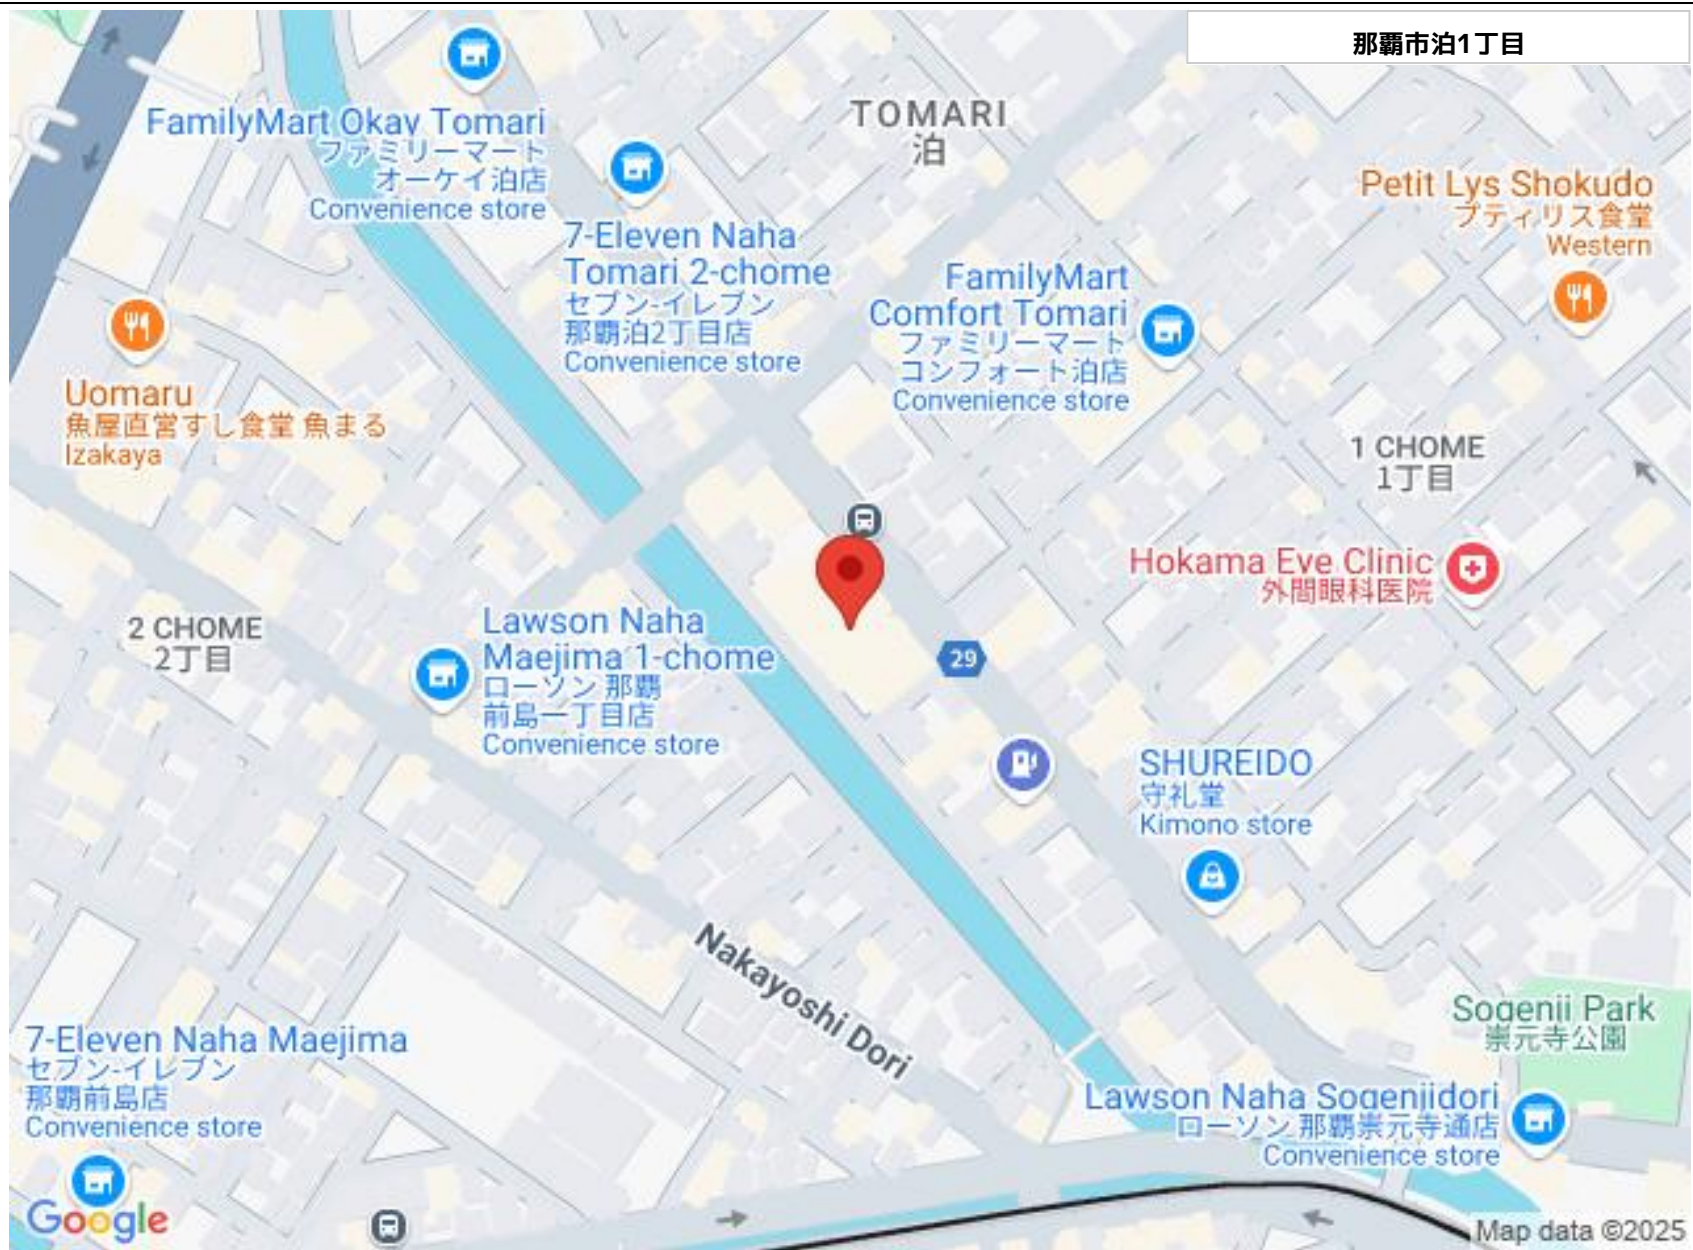 那覇市泊1丁目
FamilyMart Okay Tomari
ファミリーマート
オーケイ泊店
Convenience store
TOMARI
泊
Petit Lys Shokudo
プティリス食堂
Western
7-Eleven Naha
Tomari 2-chome
セブン-イレブン
那覇泊2丁目店
Convenience store
FamilyMart
Comfort Tomari
ファミリーマート
コンフォート泊店
Convenience store
Uomaru
魚屋直営すし食堂 魚まる
Izakaya
1 CHOME
1丁目
Hokama Eye Clinic
外間眼科医院
2 CHOME
2丁目
Lawson Naha
Maejima 1-chome
ローソン 那覇
前島一丁目店
Convenience store
29
SHUREIDO
守礼堂
Kimono store
Nakayoshi Dori
Sogenji Park
崇元寺公園
7-Eleven Naha Maejima
セブン-イレブン
那覇前島店
Convenience store
Lawson Naha Sogenjidori
ローソン 那覇崇元寺通店
Convenience store
Google
Map data ©2025